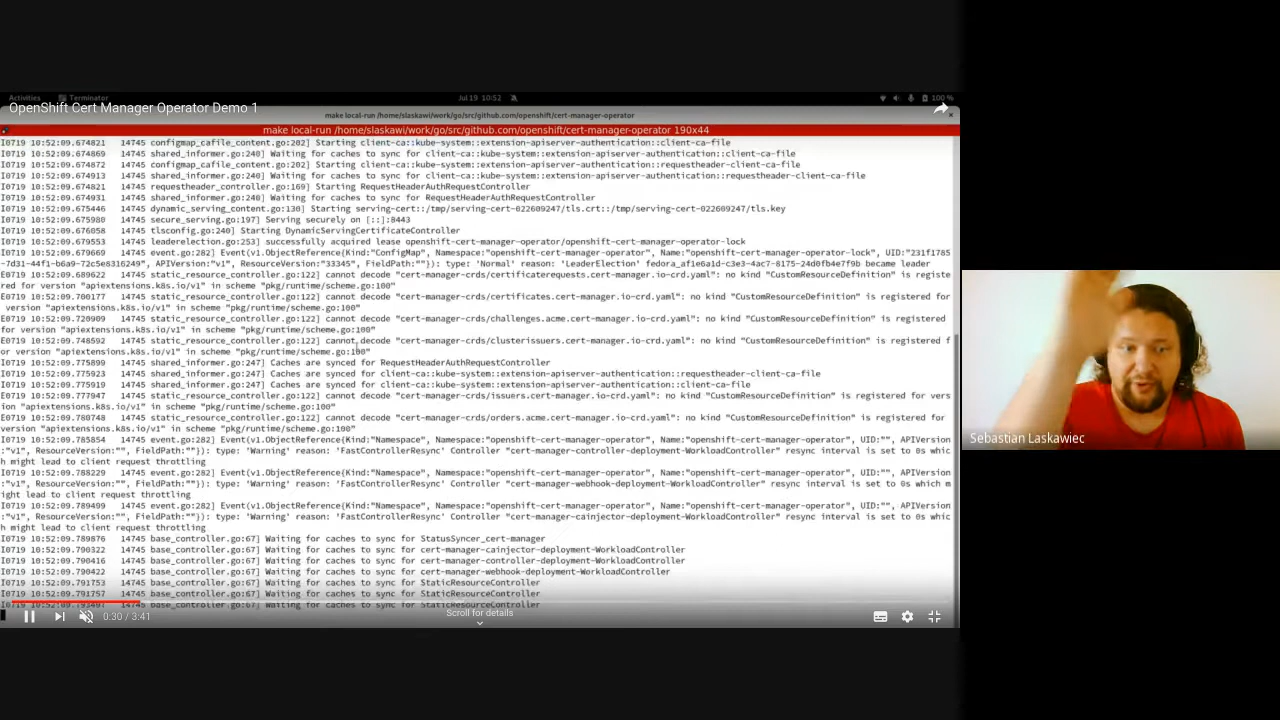 Activities Terminator Jul 19 10:52 100 %
OpenShift Cert Manager Operator Demo 1
make local-run /home/slaskawi/work/go/src/github.com/openshift/cert-manager-operator
make local-run /home/slaskawi/work/go/src/github.com/openshift/cert-manager-operator 190x44
I0719 10:52:09.674821 14745 configmap_cafile_content.go:202] Starting client-ca::kube-system::extension-apiserver-authentication::client-ca-file
I0719 10:52:09.674869 14745 shared_informer.go:240] Waiting for caches to sync for client-ca::kube-system::extension-apiserver-authentication::client-ca-file
I0719 10:52:09.674872 14745 configmap_cafile_content.go:202] Starting client-ca::kube-system::extension-apiserver-authentication::requestheader-client-ca-file
I0719 10:52:09.674913 14745 shared_informer.go:240] Waiting for caches to sync for client-ca::kube-system::extension-apiserver-authentication::requestheader-client-ca-file
I0719 10:52:09.674821 14745 requestheader_controller.go:169] Starting RequestHeaderAuthRequestController
I0719 10:52:09.674931 14745 shared_informer.go:240] Waiting for caches to sync for RequestHeaderAuthRequestController
I0719 10:52:09.675446 14745 dynamic_serving_content.go:130] Starting serving-cert::/tmp/serving-cert-022609247/tls.crt::/tmp/serving-cert-022609247/tls.key
I0719 10:52:09.675980 14745 secure_serving.go:197] Serving securely on [::]:8443
I0719 10:52:09.676058 14745 tlsconfig.go:240] Starting DynamicServingCertificateController
I0719 10:52:09.679553 14745 leaderelection.go:253] successfully acquired lease openshift-cert-manager-operator/openshift-cert-manager-operator-lock
I0719 10:52:09.679669 14745 event.go:282] Event(v1.ObjectReference{Kind:"ConfigMap", Namespace:"openshift-cert-manager-operator", Name:"openshift-cert-manager-operator-lock", UID:"231f1785
-7d31-44f1-b6a9-72c5e8316249", APIVersion:"v1", ResourceVersion:"33345", FieldPath:""}): type: 'Normal' reason: 'LeaderElection' fedora_af1e6a1d-c3e3-4ac7-8175-24d6fb4e7f9b became leader
E0719 10:52:09.689622 14745 static_resource_controller.go:122] cannot decode "cert-manager-crds/certificaterequests.cert-manager.io-crd.yaml": no kind "CustomResourceDefinition" is registe
red for version "apiextensions.k8s.io/v1" in scheme "pkg/runtime/scheme.go:100"
E0719 10:52:09.700177 14745 static_resource_controller.go:122] cannot decode "cert-manager-crds/certificates.cert-manager.io-crd.yaml": no kind "CustomResourceDefinition" is registered for
version "apiextensions.k8s.io/v1" in scheme "pkg/runtime/scheme.go:100"
E0719 10:52:09.720909 14745 static_resource_controller.go:122] cannot decode "cert-manager-crds/challenges.acme.cert-manager.io-crd.yaml": no kind "CustomResourceDefinition" is registered
for version "apiextensions.k8s.io/v1" in scheme "pkg/runtime/scheme.go:100"
E0719 10:52:09.748592 14745 static_resource_controller.go:122] cannot decode "cert-manager-crds/clusterissuers.cert-manager.io-crd.yaml": no kind "CustomResourceDefinition" is registered f
or version "apiextensions.k8s.io/v1" in scheme "pkg/runtime/scheme.go:100"
I0719 10:52:09.775899 14745 shared_informer.go:247] Caches are synced for RequestHeaderAuthRequestController
I0719 10:52:09.775923 14745 shared_informer.go:247] Caches are synced for client-ca::kube-system::extension-apiserver-authentication::requestheader-client-ca-file
I0719 10:52:09.775919 14745 shared_informer.go:247] Caches are synced for client-ca::kube-system::extension-apiserver-authentication::client-ca-file
E0719 10:52:09.777947 14745 static_resource_controller.go:122] cannot decode "cert-manager-crds/issuers.cert-manager.io-crd.yaml": no kind "CustomResourceDefinition" is registered for vers
ion "apiextensions.k8s.io/v1" in scheme "pkg/runtime/scheme.go:100"
E0719 10:52:09.780748 14745 static_resource_controller.go:122] cannot decode "cert-manager-crds/orders.acme.cert-manager.io-crd.yaml": no kind "CustomResourceDefinition" is registered for
version "apiextensions.k8s.io/v1" in scheme "pkg/runtime/scheme.go:100"
I0719 10:52:09.785854 14745 event.go:282] Event(v1.ObjectReference{Kind:"Namespace", Namespace:"openshift-cert-manager-operator", Name:"openshift-cert-manager-operator", UID:"", APIVersion
:"v1", ResourceVersion:"", FieldPath:""}): type: 'Warning' reason: 'FastControllerResync' Controller "cert-manager-controller-deployment-WorkloadController" resync interval is set to 0s whic
h might lead to client request throttling
I0719 10:52:09.788229 14745 event.go:282] Event(v1.ObjectReference{Kind:"Namespace", Namespace:"openshift-cert-manager-operator", Name:"openshift-cert-manager-operator", UID:"", APIVersion
:"v1", ResourceVersion:"", FieldPath:""}): type: 'Warning' reason: 'FastControllerResync' Controller "cert-manager-webhook-deployment-WorkloadController" resync interval is set to 0s which m
ight lead to client request throttling
I0719 10:52:09.789499 14745 event.go:282] Event(v1.ObjectReference{Kind:"Namespace", Namespace:"openshift-cert-manager-operator", Name:"openshift-cert-manager-operator", UID:"", APIVersion
:"v1", ResourceVersion:"", FieldPath:""}): type: 'Warning' reason: 'FastControllerResync' Controller "cert-manager-cainjector-deployment-WorkloadController" resync interval is set to 0s whic
h might lead to client request throttling
I0719 10:52:09.789876 14745 base_controller.go:67] Waiting for caches to sync for StatusSyncer_cert-manager
I0719 10:52:09.790322 14745 base_controller.go:67] Waiting for caches to sync for cert-manager-cainjector-deployment-WorkloadController
I0719 10:52:09.790416 14745 base_controller.go:67] Waiting for caches to sync for cert-manager-controller-deployment-WorkloadController
I0719 10:52:09.790422 14745 base_controller.go:67] Waiting for caches to sync for cert-manager-webhook-deployment-WorkloadController
I0719 10:52:09.791753 14745 base_controller.go:67] Waiting for caches to sync for StaticResourceController
I0719 10:52:09.791757 14745 base_controller.go:67] Waiting for caches to sync for StaticResourceController
I0719 10:52:09.793497 14745 base_controller.go:67] Waiting for caches to sync for StaticResourceController
0:30 / 3:41
Scroll for details
Sebastian Laskawiec